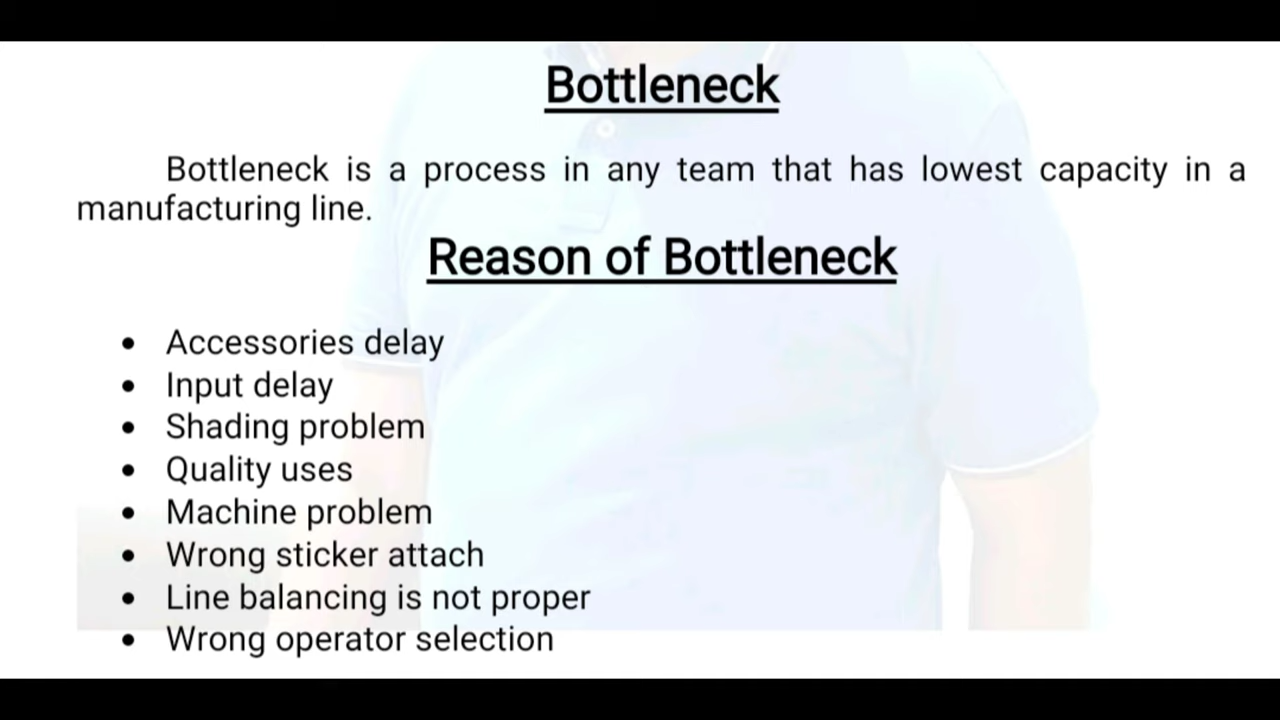 Bottleneck
Bottleneck is a process in any team that has lowest capacity in a
manufacturing line.
Reason of Bottleneck
• Accessories delay
• Input delay
• Shading problem
• Quality uses
• Machine problem
• Wrong sticker attach
• Line balancing is not proper
• Wrong operator selection